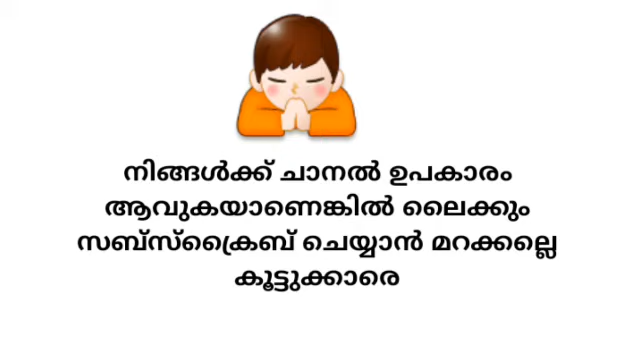 നിങ്ങൾക്ക് ചാനൽ ഉപകാരം
ആവുകയാണെങ്കിൽ ലൈക്കും
സബ്സ്ക്രൈബ് ചെയ്യാൻ മറക്കല്ലെ
കൂട്ടുക്കാരെ